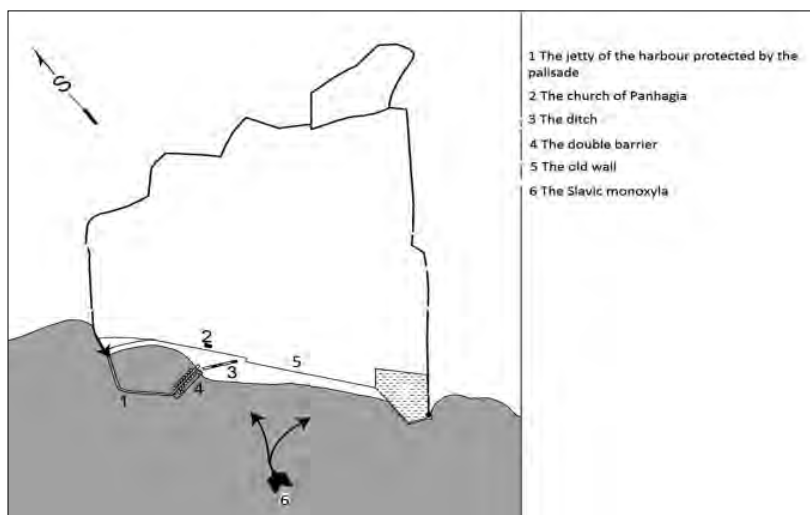 S
1 The jetty of the harbour protected by the
palisade
2 The church of Panhagia
3 The ditch
4 The double barrier
5 The old wall
6 The Slavic monoxyla
2
5
3
4
1
6